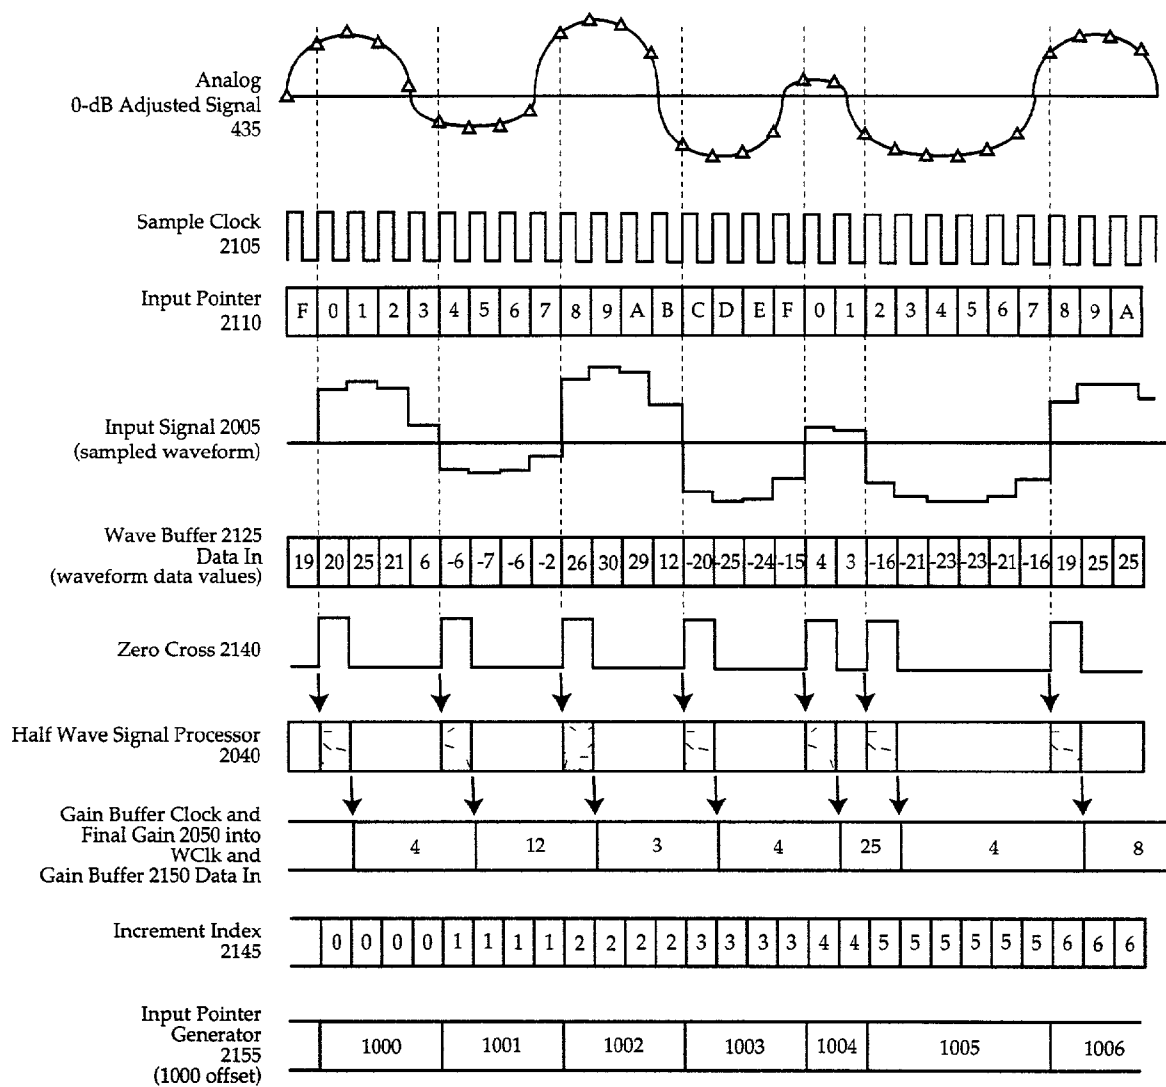 Analog
0-dB Adjusted Signal
435
Sample Clock
2105
Input Pointer
2110
F 0 1 2 3 4 5 6 7 8 9 A B C D E F 0 1 2 3 4 5 6 7 8 9 A
Input Signal 2005
(sampled waveform)
Wave Buffer 2125
Data In
(waveform data values)
19 20 25 21 6 -6 -7 -6 -2 26 30 29 12 -20 -25 -24 -15 4 3 -16 -21 -23 -23 -21 -16 19 25 25
Zero Cross 2140
Half Wave Signal Processor
2040
Gain Buffer Clock and
Final Gain 2050 into
WClk and
Gain Buffer 2150 Data In
4 12 3 4 25 4 8
Increment Index
2145
0 0 0 0 1 1 1 1 2 2 2 2 3 3 3 3 4 4 5 5 5 5 5 5 6 6 6
Input Pointer
Generator
2155
(1000 offset)
1000 1001 1002 1003 1004 1005 1006